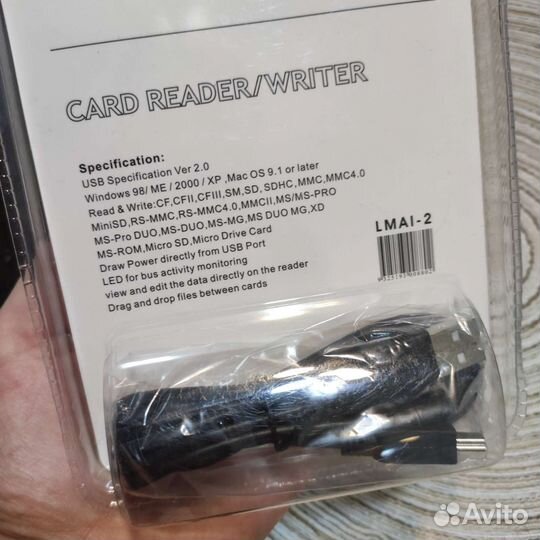 CARD READER/WRITER
Specification:
USB Specification Ver 2.0
Windows 98/ ME / 2000 / XP ,Mac OS 9.1 or later
Read & Write:CF,CFII,CFIII,SM,SD, SDHC,MMC,MMC4.0
MiniSD,RS-MMC,RS-MMC4.0,MMCII,MS/MS-PRO
MS-Pro DUO,MS-DUO,MS-MG,MS DUO MG,XD
MS-ROM,Micro SD,Micro Drive Card
Draw Power directly from USB Port
LED for bus activity monitoring
view and edit the data directly on the reader
Drag and drop files between cards
LMAI-2
Avito